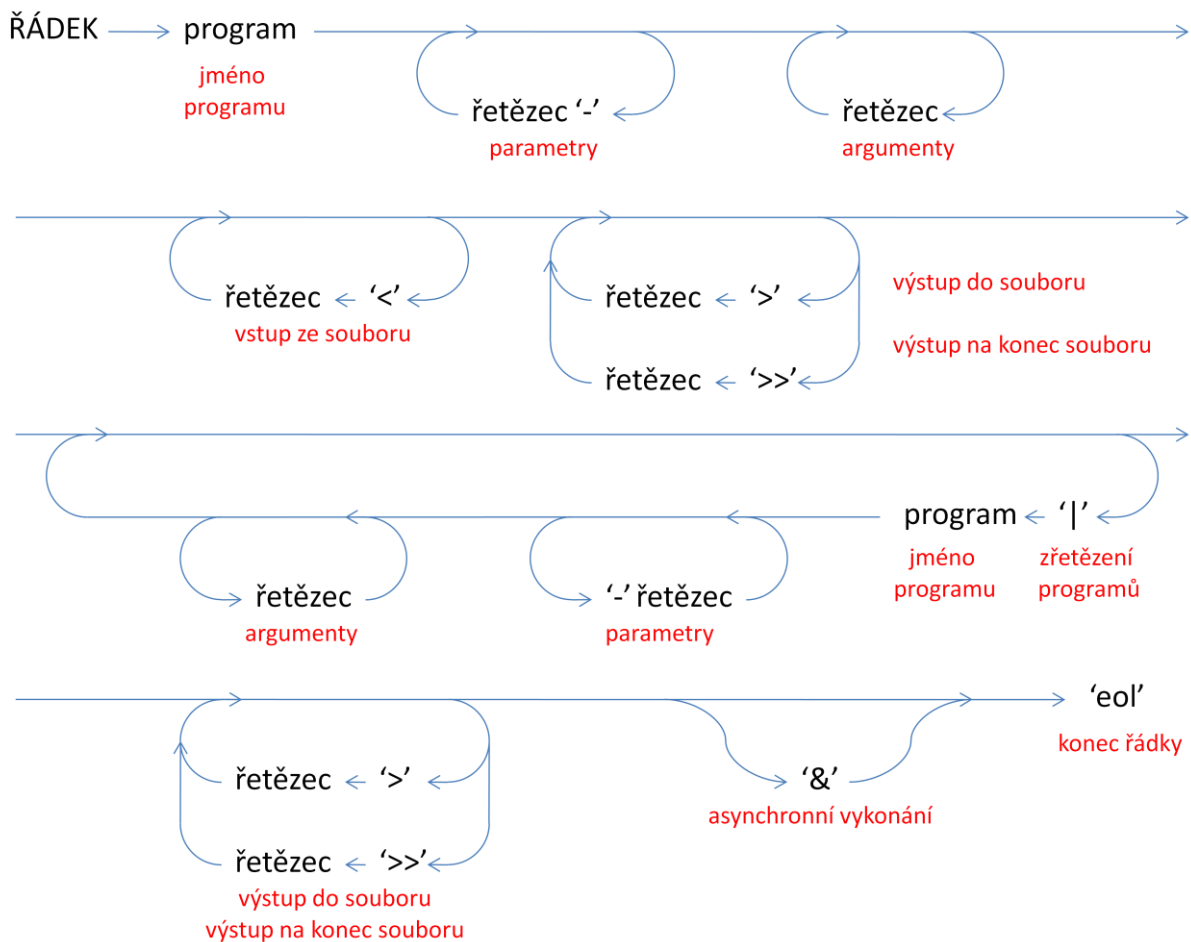 ŘÁDEK program
jméno
programu
řetězec ‘-’
parametry
řetězec
argumenty
řetězec ‘<’
vstup ze souboru
řetězec ‘>’
výstup do souboru
výstup na konec souboru
řetězec ‘>>’
program ‘|’
jméno
programu
zřetězení
programů
řetězec
argumenty
‘-’ řetězec
parametry
‘eol’
konec řádky
řetězec ‘>’
‘&’
asynchronní vykonání
řetězec ‘>>’
výstup do souboru
výstup na konec souboru